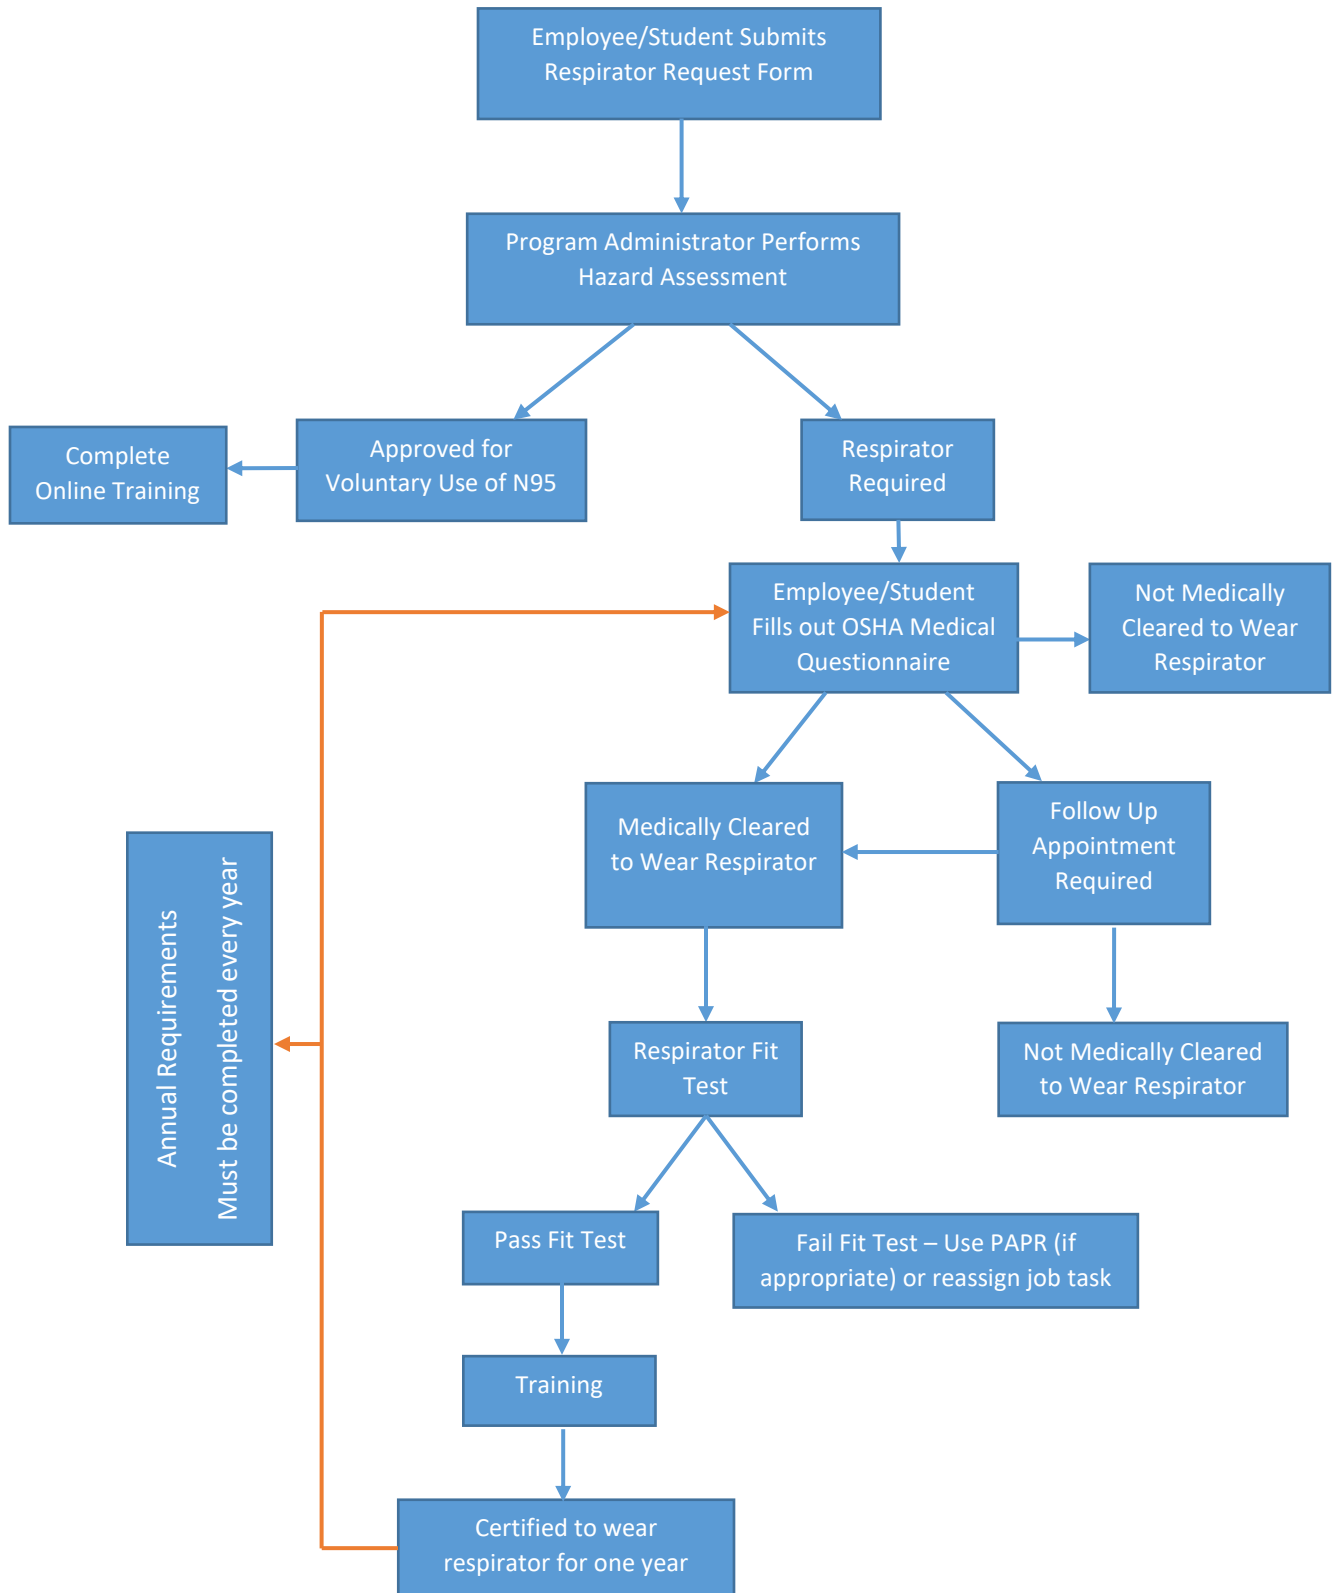 Employee/Student Submits
Respirator Request Form
Program Administrator Performs
Hazard Assessment
Complete
Online Training
Approved for
Voluntary Use of N95
Respirator
Required
Employee/Student
Fills out OSHA Medical
Questionnaire
Not Medically
Cleared to Wear
Respirator
Medically Cleared
to Wear Respirator
Follow Up
Appointment
Required
Annual Requirements
Must be completed every year
Respirator Fit
Test
Not Medically Cleared
to Wear Respirator
Pass Fit Test
Fail Fit Test – Use PAPR (if
appropriate) or reassign job task
Training
Certified to wear
respirator for one year